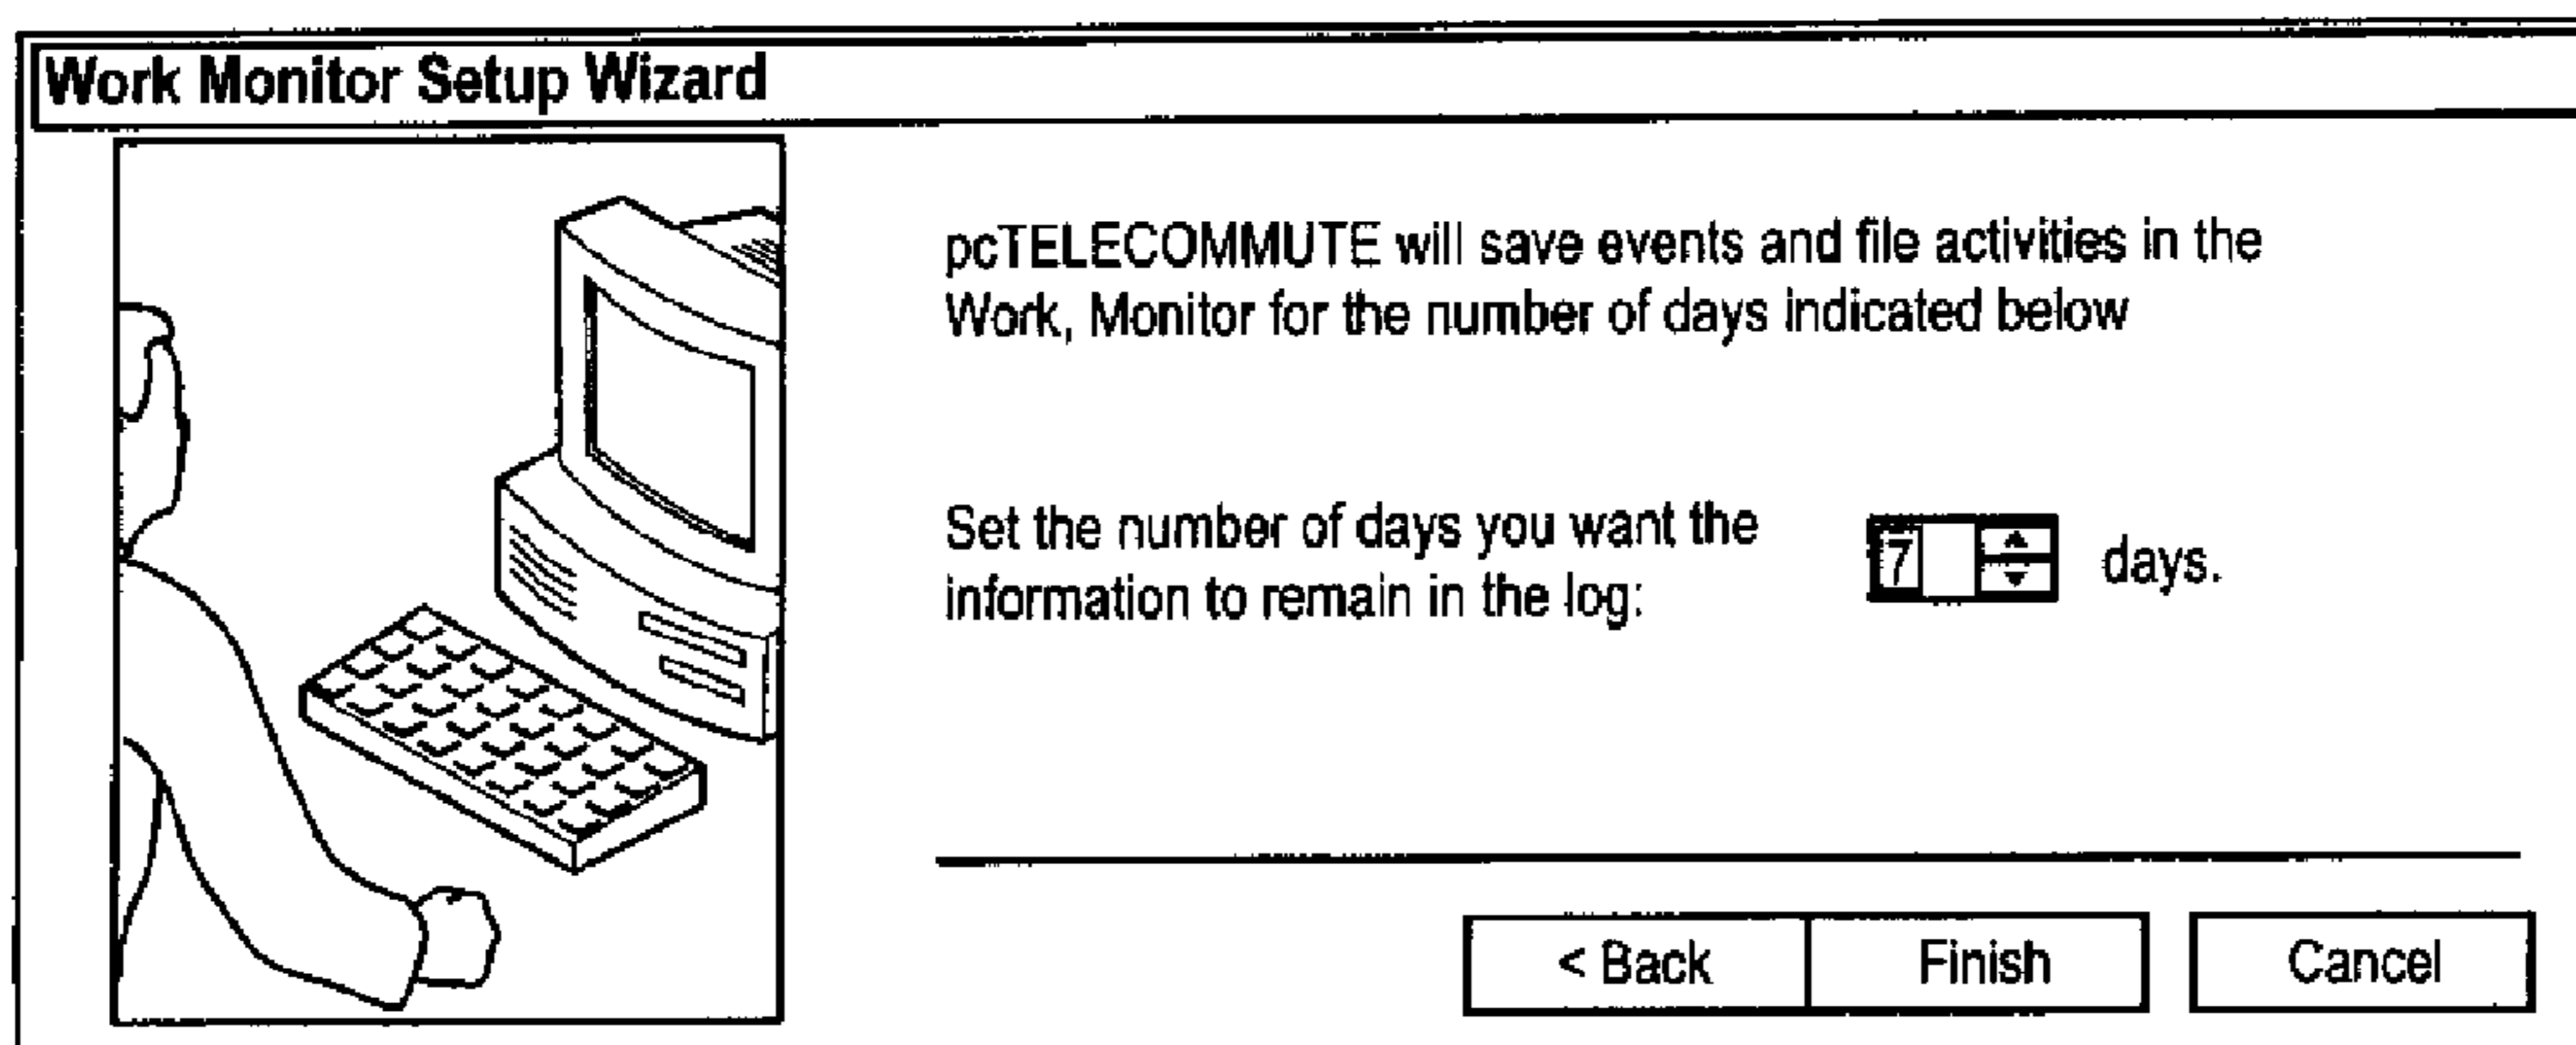 Work Monitor Setup Wizard
pcTELECOMMUTE will save events and file activities in the
Work, Monitor for the number of days indicated below
Set the number of days you want the
information to remain in the log:
7 days.
< Back Finish Cancel